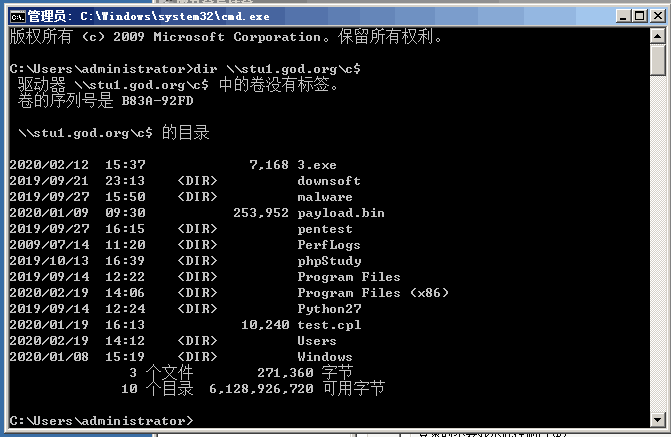 管理员: C:\Windows\system32\cmd.exe
版权所有 (c) 2009 Microsoft Corporation。保留所有权利。
C:\Users\administrator>dir \\stu1.god.org\c$
驱动器 \\stu1.god.org\c$ 中的卷没有标签。
卷的序列号是 B83A-92FD
\\stu1.god.org\c$ 的目录
2020/02/12  15:37             7,168 3.exe
2019/09/21  23:13    <DIR>          downsoft
2019/09/27  15:50    <DIR>          malware
2020/01/09  09:30           253,952 payload.bin
2019/09/27  16:15    <DIR>          pentest
2009/07/14  11:20    <DIR>          PerfLogs
2019/10/13  16:39    <DIR>          phpStudy
2019/09/14  12:22    <DIR>          Program Files
2020/02/19  14:06    <DIR>          Program Files (x86)
2019/09/14  12:24    <DIR>          Python27
2020/01/19  16:13            10,240 test.cpl
2020/02/19  14:12    <DIR>          Users
2020/01/08  15:19    <DIR>          Windows
3 个文件        271,360 字节
10 个目录  6,128,926,720 可用字节
C:\Users\administrator>